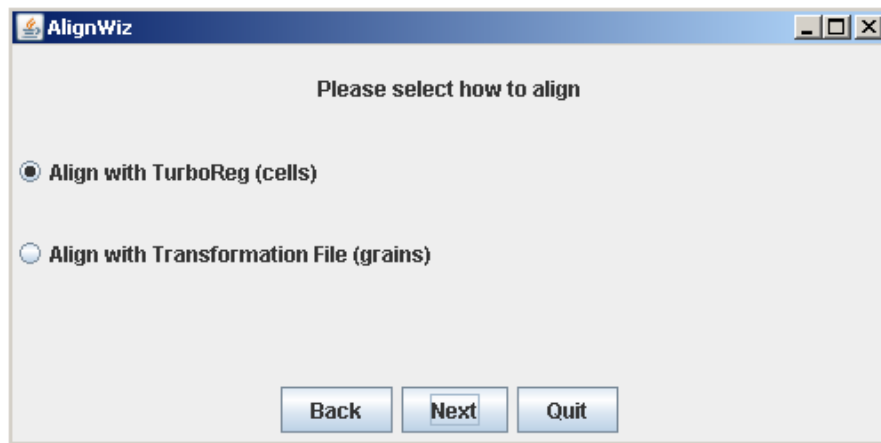 AlignWiz
Please select how to align
Align with TurboReg (cells)
Align with Transformation File (grains)
Back Next Quit